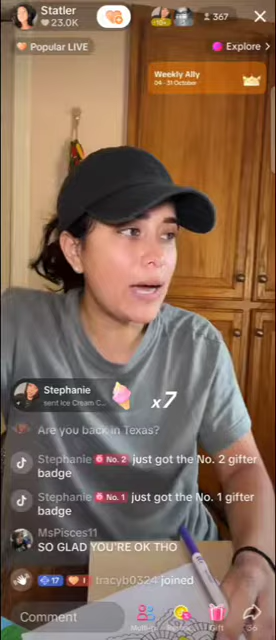 Statler
23.0K
367
Popular LIVE
Explore
Weekly Ally
04 - 31 October
Stephanie
sent Ice Cream C...
x7
Are you back in Texas?
Stephanie No. 2 just got the No. 2 gifter
badge
Stephanie No. 1 just got the No. 1 gifter
badge
MsPisces11
SO GLAD YOU'RE OK THO
17 tracyb0324 joined
Comment
Gift
36